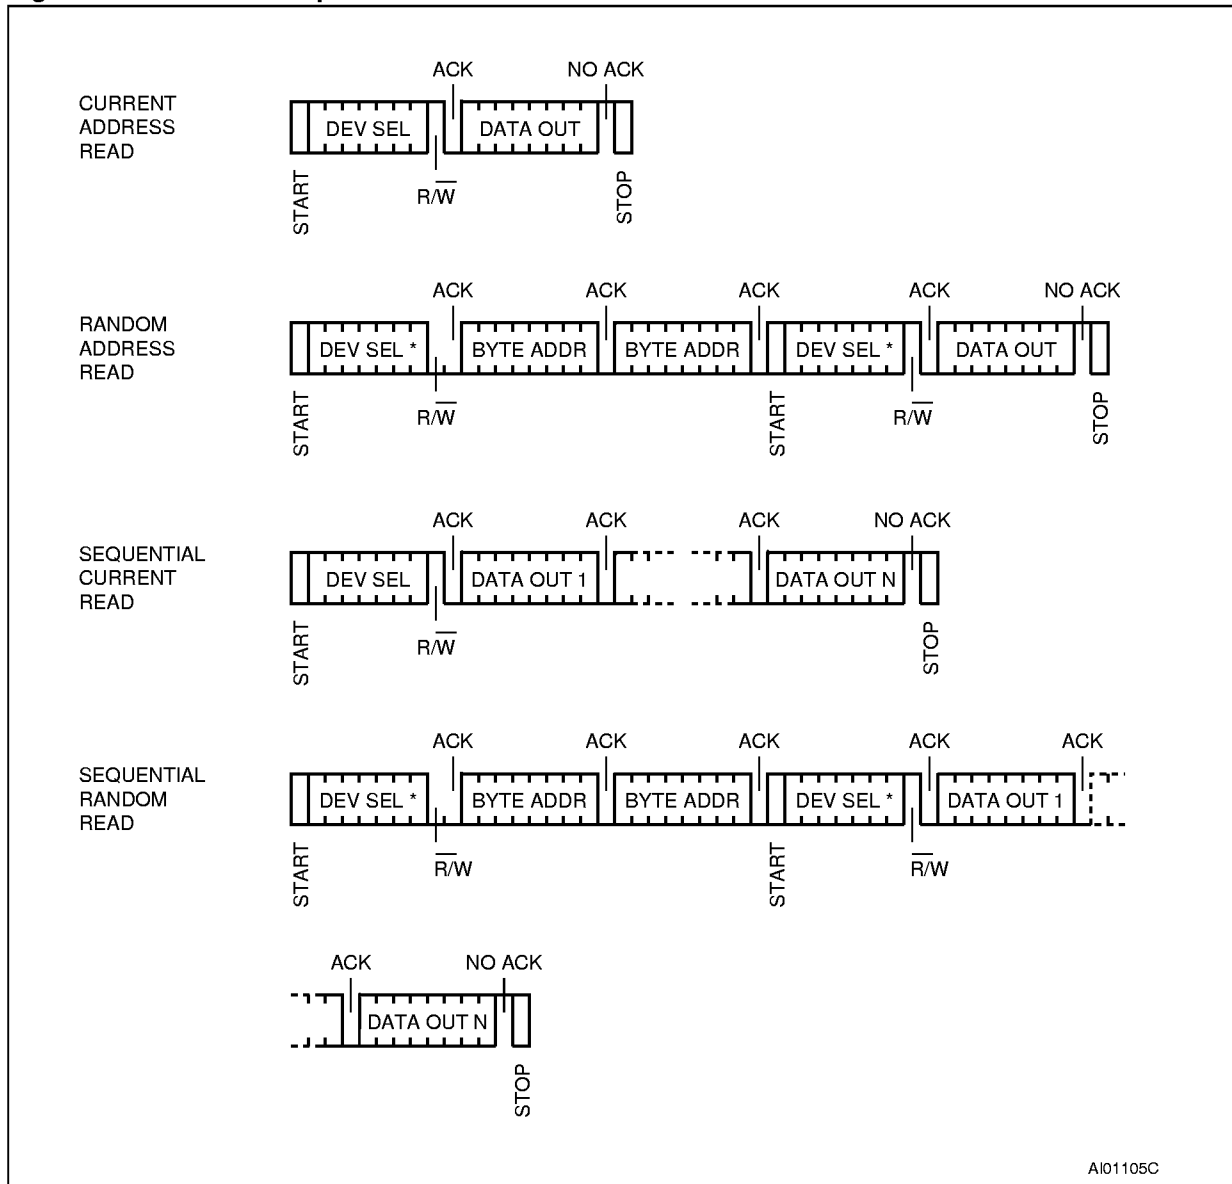 ACK NO ACK
CURRENT
ADDRESS
READ
DEV SEL DATA OUT
START R/W STOP
ACK ACK ACK ACK NO ACK
RANDOM
ADDRESS
READ
DEV SEL * BYTE ADDR BYTE ADDR DEV SEL * DATA OUT
START R/W START R/W STOP
ACK ACK ACK NO ACK
SEQUENTIAL
CURRENT
READ
DEV SEL DATA OUT 1 DATA OUT N
START R/W STOP
ACK ACK ACK ACK ACK
SEQUENTIAL
RANDOM
READ
DEV SEL * BYTE ADDR BYTE ADDR DEV SEL * DATA OUT 1
START R/W START R/W
ACK NO ACK
DATA OUT N
STOP
AI01105C